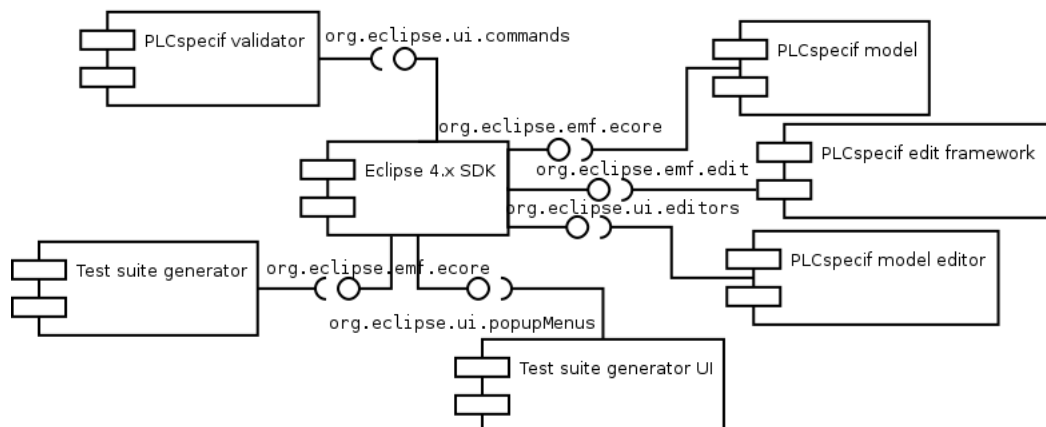 PLCspecif validator
org.eclipse.ui.commands
PLCspecif model
org.eclipse.emf.ecore
Eclipse 4.x SDK
org.eclipse.emf.edit
PLCspecif edit framework
org.eclipse.ui.editors
Test suite generator
org.eclipse.emf.ecore
PLCspecif model editor
org.eclipse.ui.popupMenus
Test suite generator UI